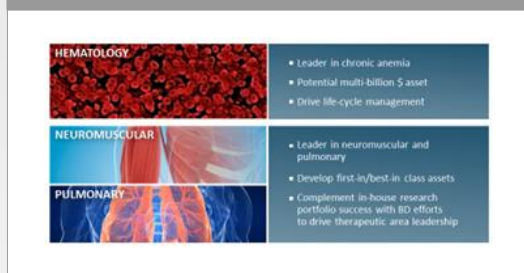 HEMATOLOGY
▪ Leader in chronic anemia
▪ Potential multi-billion $ asset
▪ Drive life-cycle management
NEUROMUSCULAR
PULMONARY
▪ Leader in neuromuscular and
pulmonary
▪ Develop first-in/best-in class assets
▪ Complement in-house research
portfolio success with BD efforts
to drive therapeutic area leadership